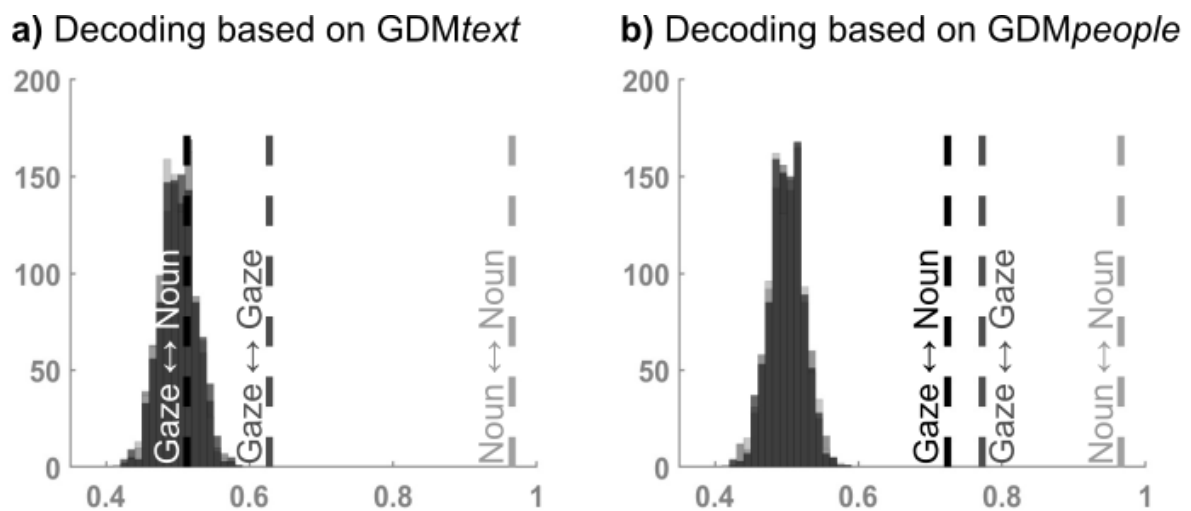 a) Decoding based on GDMtext
200
150
100
50
0
0.4
0.6
0.8
1
Gaze ↔ Noun
Gaze ↔ Gaze
Noun ↔ Noun
b) Decoding based on GDMpeople
200
150
100
50
0
0.4
0.6
0.8
1
Gaze ↔ Noun
Gaze ↔ Gaze
Noun ↔ Noun